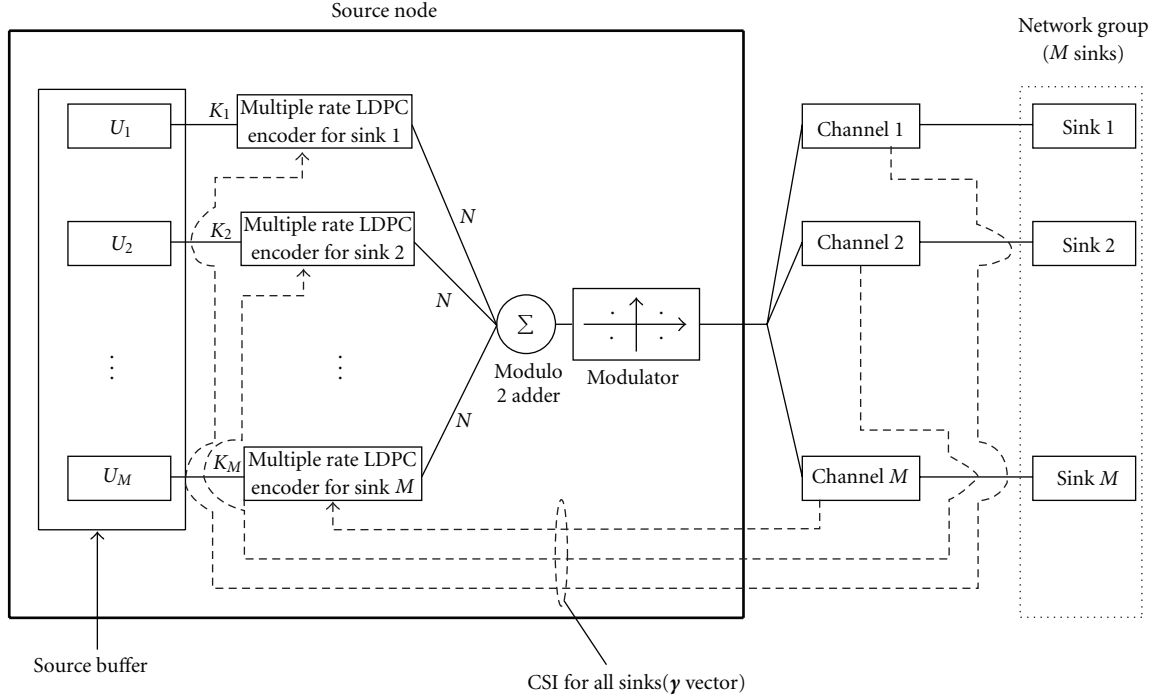 Source node
Network group
(M sinks)
U1
K1
Multiple rate LDPC
encoder for sink 1
Channel 1
Sink 1
N
U2
K2
Multiple rate LDPC
encoder for sink 2
Channel 2
Sink 2
N
Σ
Modulo
2 adder
Modulator
N
UM
KM
Multiple rate LDPC
encoder for sink M
Channel M
Sink M
Source buffer
CSI for all sinks(γ vector)